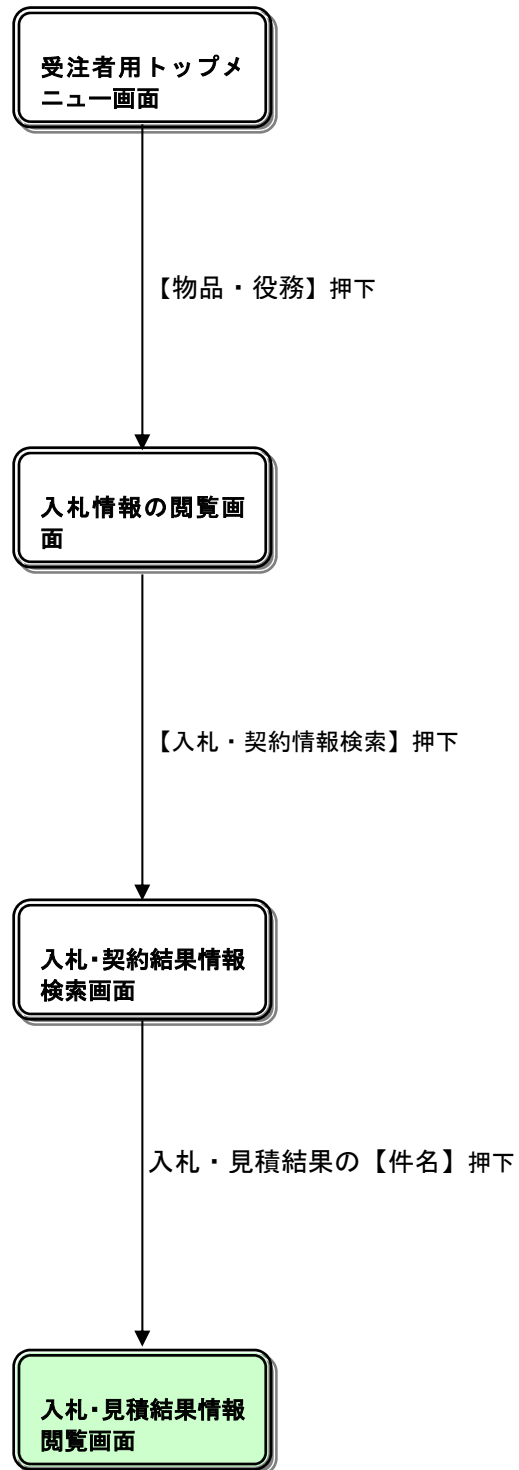 受注者用トップメ
ニュー画面
【物品・役務】押下
入札情報の閲覧画
面
【入札・契約情報検索】押下
入札・契約結果情報
検索画面
入札・見積結果の【件名】押下
入札・見積結果情報
閲覧画面